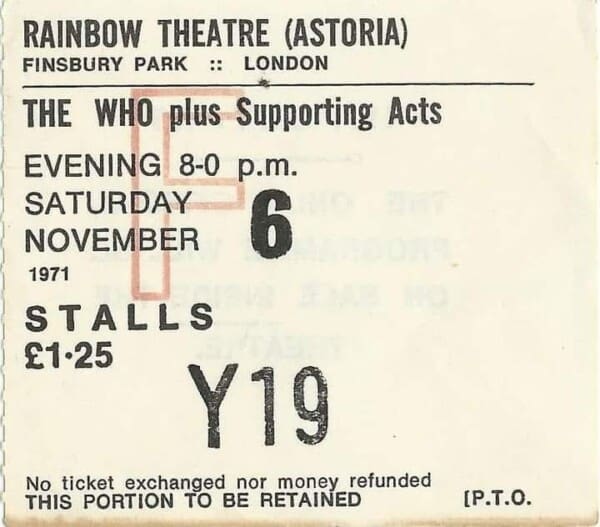 RAINBOW THEATRE (ASTORIA)
FINSBURY PARK :: LONDON
THE WHO plus Supporting Acts
EVENING 8-0 p.m.
SATURDAY
NOVEMBER 6
1971
F
STALLS
£1·25
Y19
No ticket exchanged nor money refunded
THIS PORTION TO BE RETAINED [P.T.O.